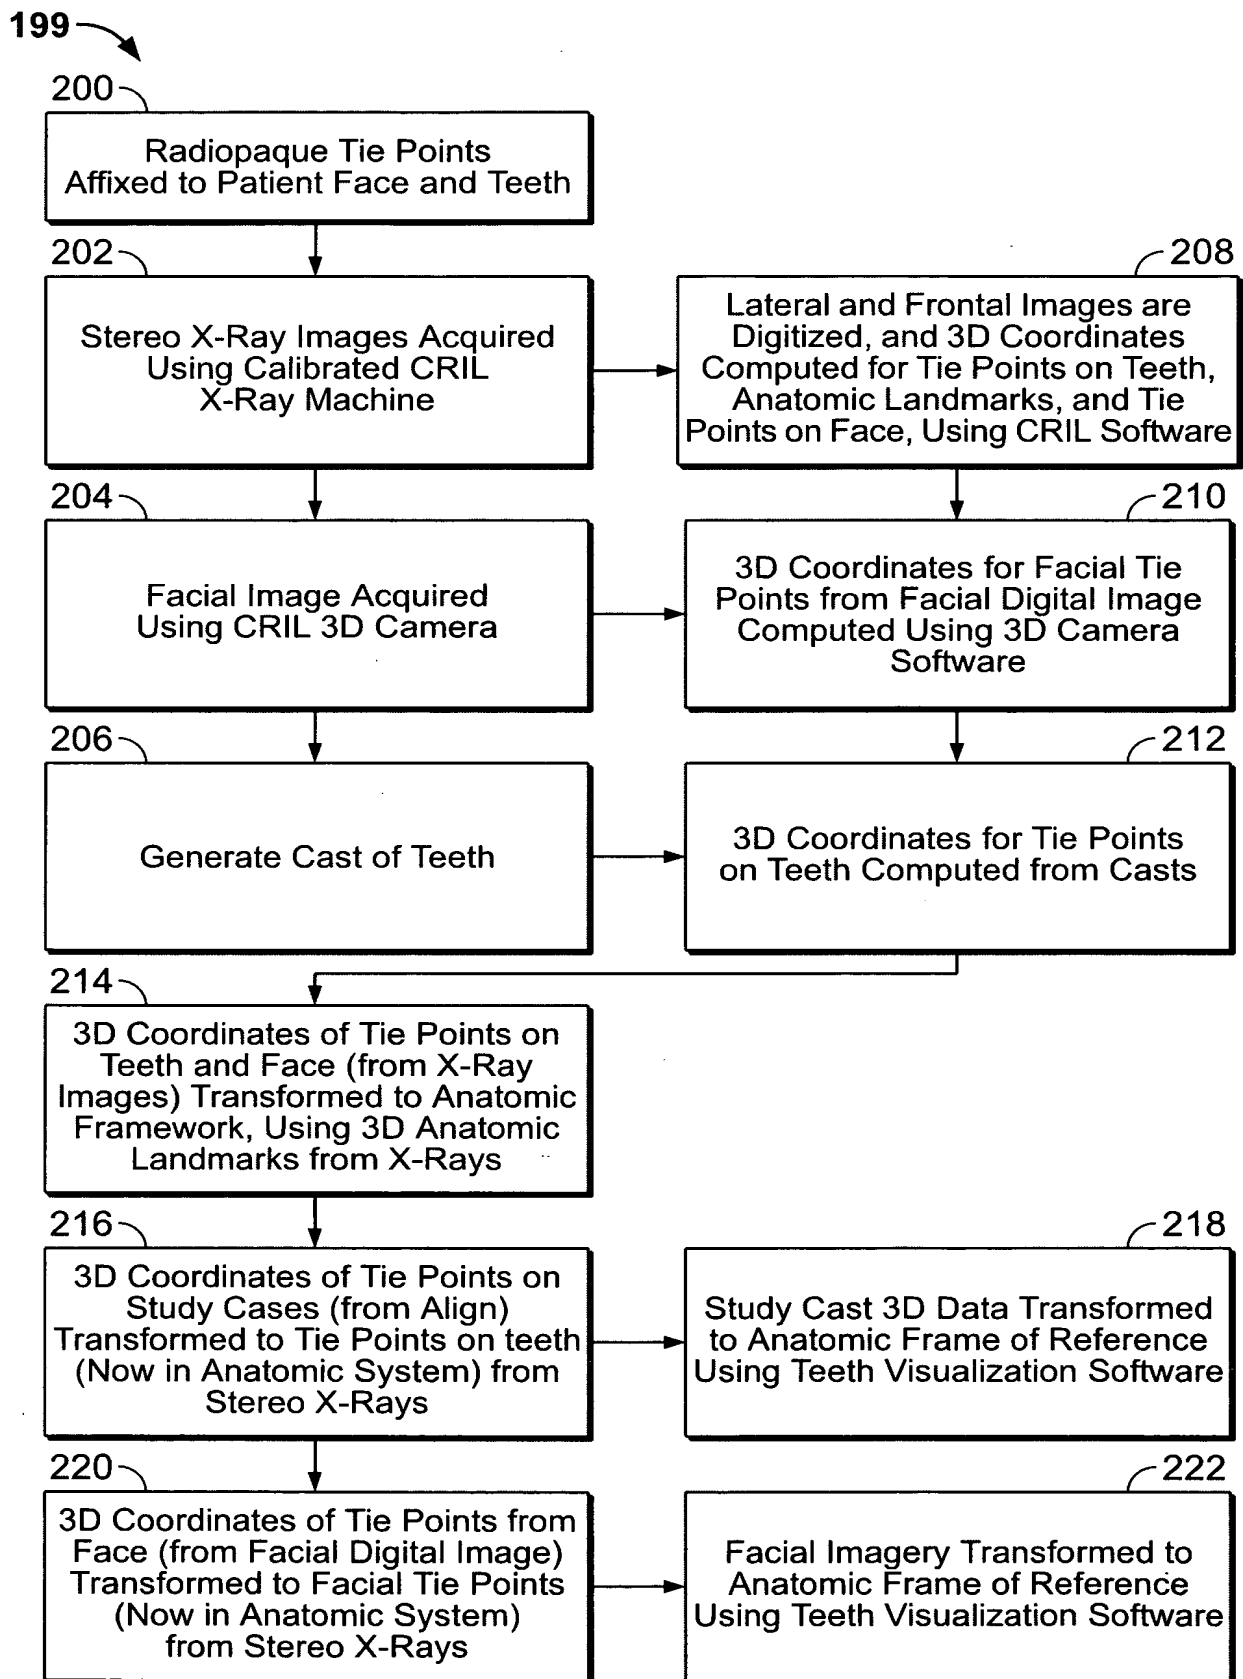 199
200
Radiopaque Tie Points
Affixed to Patient Face and Teeth
202
Stereo X-Ray Images Acquired
Using Calibrated CRIL
X-Ray Machine
208
Lateral and Frontal Images are
Digitized, and 3D Coordinates
Computed for Tie Points on Teeth,
Anatomic Landmarks, and Tie
Points on Face, Using CRIL Software
204
Facial Image Acquired
Using CRIL 3D Camera
210
3D Coordinates for Facial Tie
Points from Facial Digital Image
Computed Using 3D Camera
Software
206
Generate Cast of Teeth
212
3D Coordinates for Tie Points
on Teeth Computed from Casts
214
3D Coordinates of Tie Points on
Teeth and Face (from X-Ray
Images) Transformed to Anatomic
Framework, Using 3D Anatomic
Landmarks from X-Rays
216
3D Coordinates of Tie Points on
Study Cases (from Align)
Transformed to Tie Points on teeth
(Now in Anatomic System) from
Stereo X-Rays
218
Study Cast 3D Data Transformed
to Anatomic Frame of Reference
Using Teeth Visualization Software
220
3D Coordinates of Tie Points from
Face (from Facial Digital Image)
Transformed to Facial Tie Points
(Now in Anatomic System)
from Stereo X-Rays
222
Facial Imagery Transformed to
Anatomic Frame of Reference
Using Teeth Visualization Software